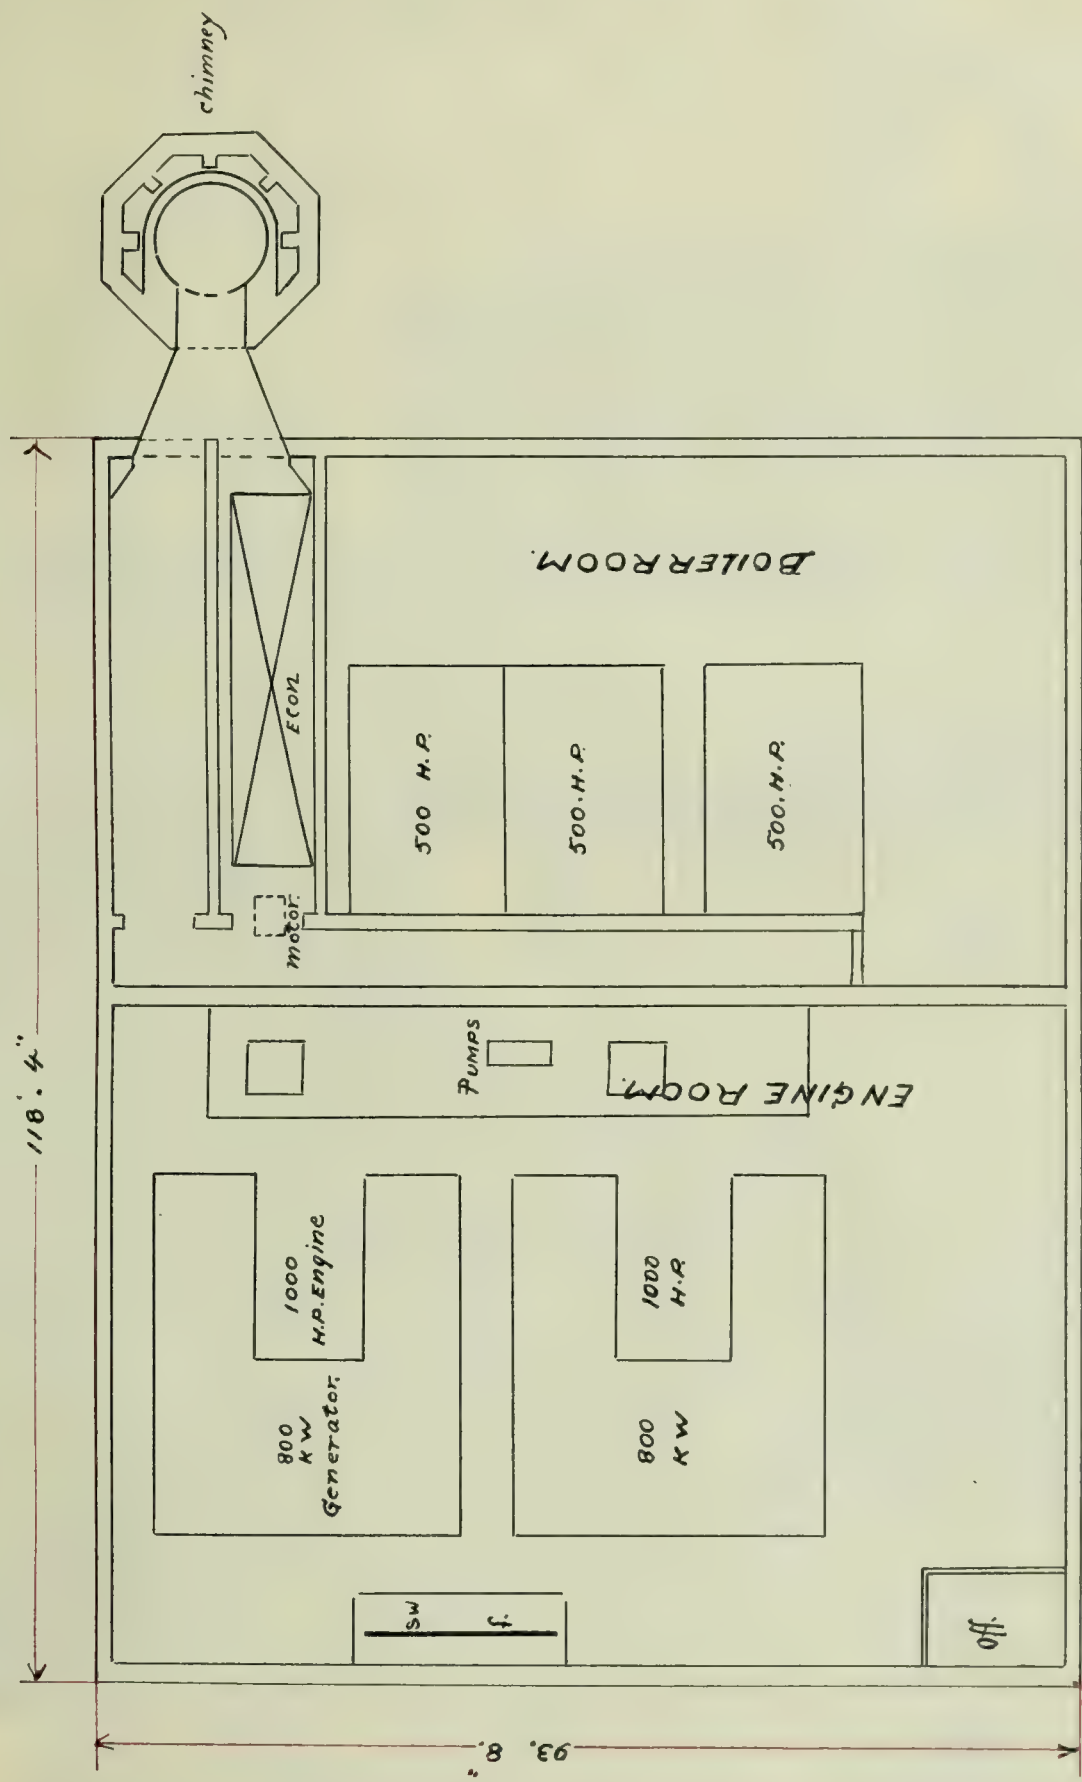 chimney
118'. 4"
BOILER ROOM.
ECON
500 H.P.
500. H.P.
500. H.P.
motor.
PUMPS
ENGINE ROOM.
1000
H.P. Engine
800
KW
Generator.
1000
H.P.
800
KW
SW
f.
off.
93. 8."